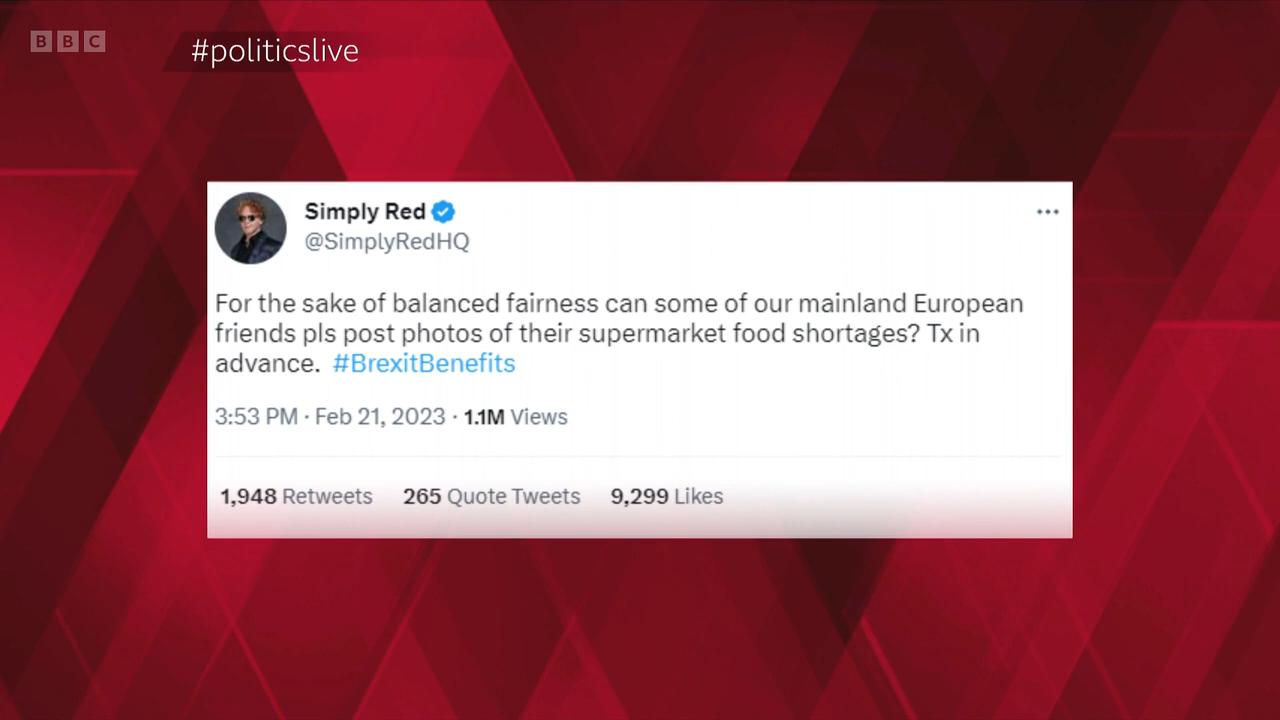 BBC
#politicslive
Simply Red
@SimplyRedHQ
For the sake of balanced fairness can some of our mainland European
friends pls post photos of their supermarket food shortages? Tx in
advance. #BrexitBenefits
3:53 PM · Feb 21, 2023 · 1.1M Views
1,948 Retweets 265 Quote Tweets 9,299 Likes